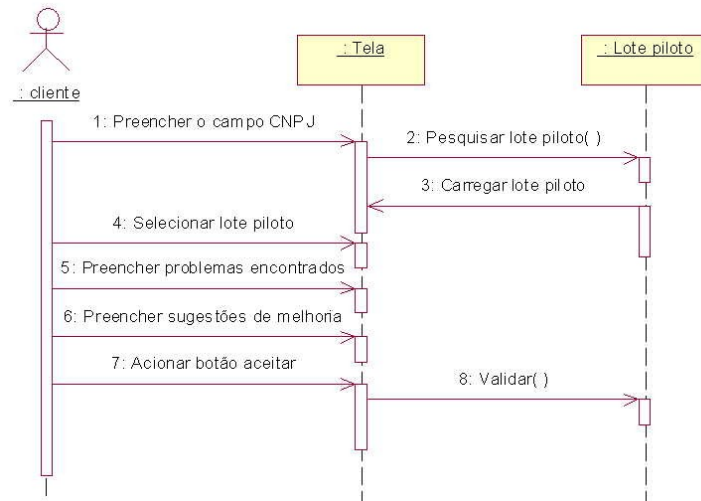 : Tela
: Lote piloto
: cliente
1: Preencher o campo CNPJ
2: Pesquisar lote piloto( )
3: Carregar lote piloto
4: Selecionar lote piloto
5: Preencher problemas encontrados
6: Preencher sugestões de melhoria
7: Acionar botão aceitar
8: Validar( )